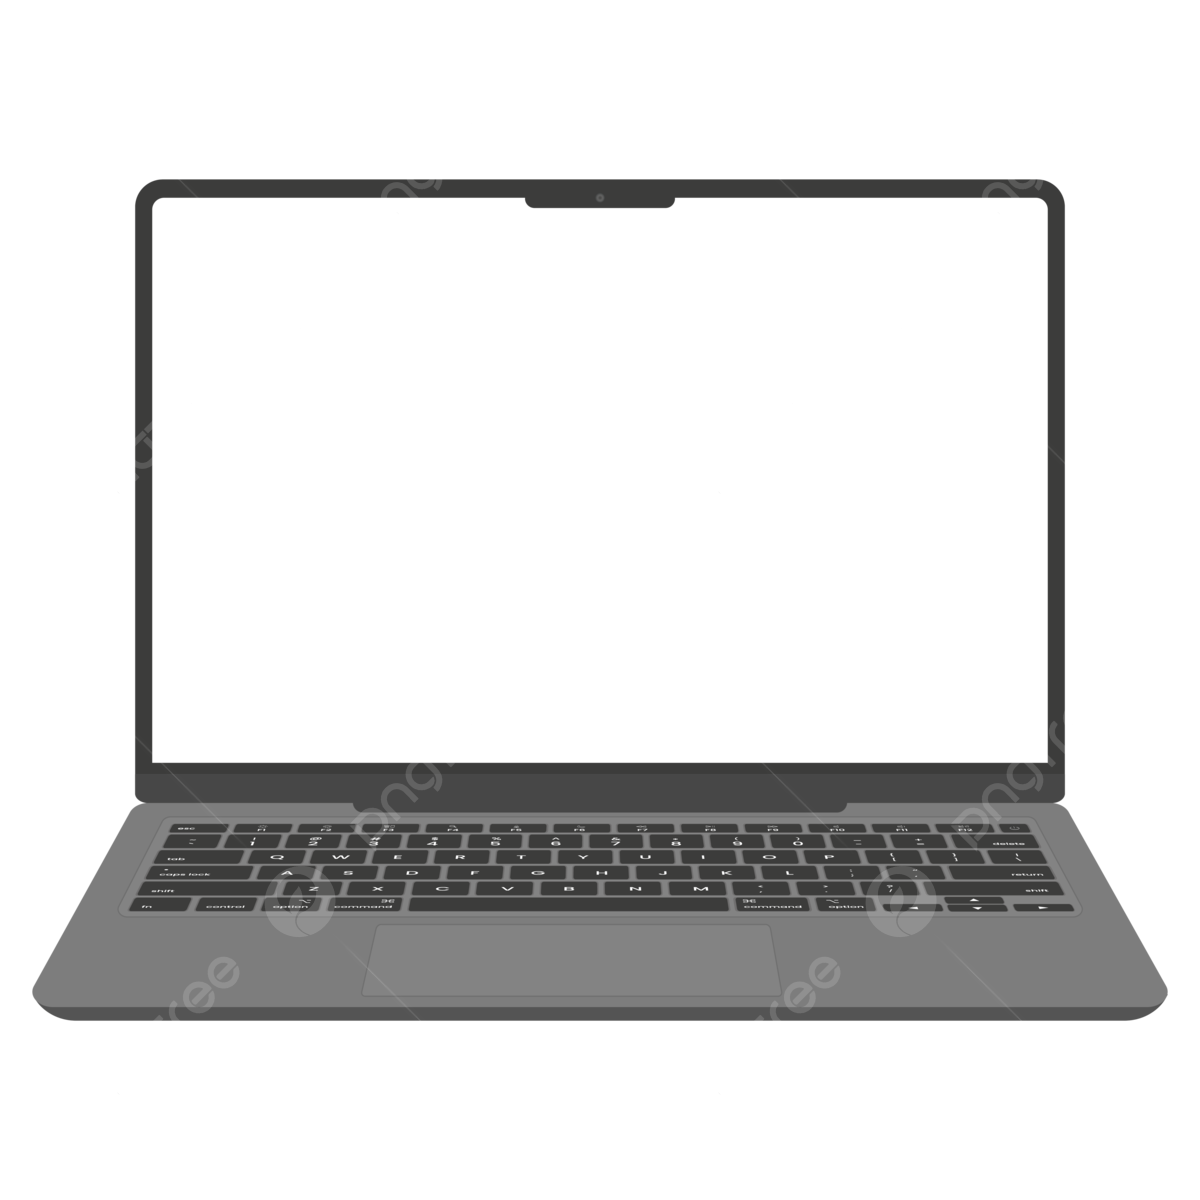 esc F1 F2 F3 F4 F5 F6 F7 F8 F9 F10 F11 F12
~ ! @ # $ % ^ & * ( ) _ +
1 2 3 4 5 6 7 8 9 0 - = delete
tab Q W E R T Y U I O P { } |
[ ] \
caps lock A S D F G H J K L : " return
shift Z X C V B N M < > ? shift
fn control option ⌥ command ⌘ ⌘ command ⌥ option ◄ ▲ ▼ ►
pngtree